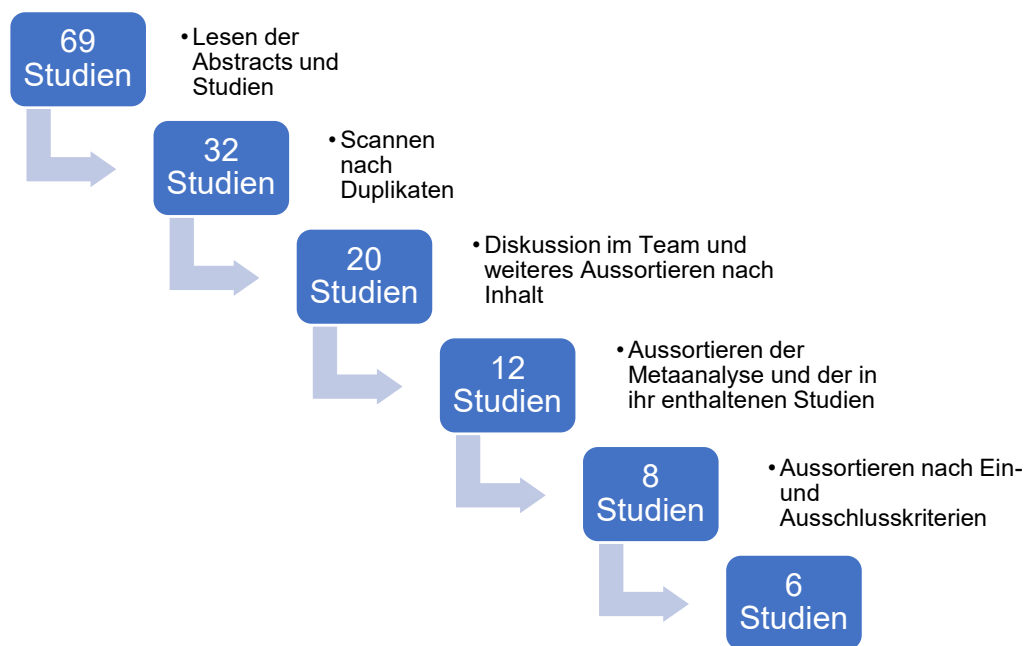 69
Studien
• Lesen der
Abstracts und
Studien
32
Studien
• Scannen
nach
Duplikaten
20
Studien
• Diskussion im Team und
weiteres Aussortieren nach
Inhalt
12
Studien
• Aussortieren der
Metaanalyse und der in
ihr enthaltenen Studien
8
Studien
• Aussortieren nach Ein-
und
Ausschlusskriterien
6
Studien